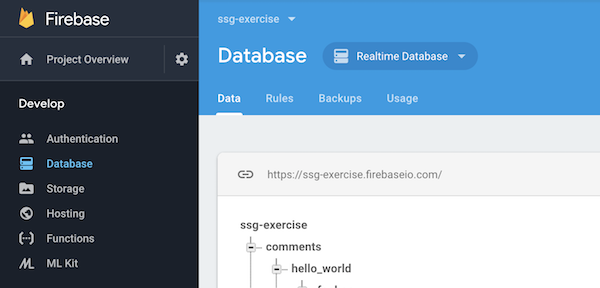 Firebase
Project Overview
Develop
Authentication
Database
Storage
Hosting
Functions
ML Kit
ssg-exercise
Database
Realtime Database
Data Rules Backups Usage
https://ssg-exercise.firebaseio.com/
ssg-exercise
comments
hello_world